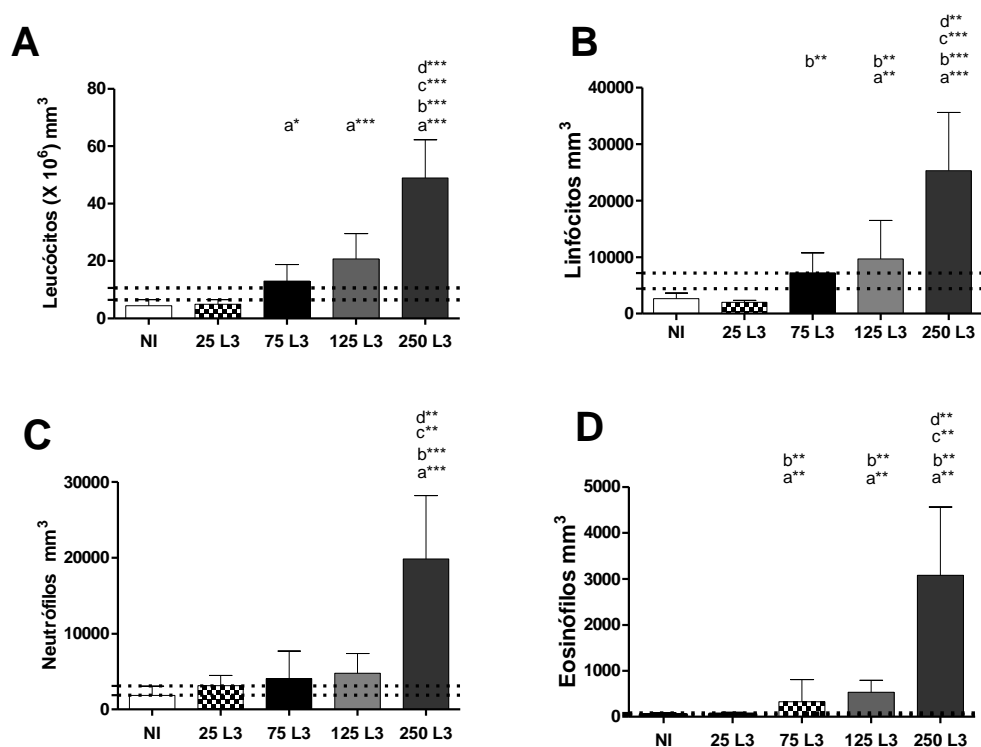 A
Leucócitos (X 10⁶) mm³
80
60
40
20
0
a*
a***
d***
c***
b***
a***
NI 25 L3 75 L3 125 L3 250 L3
B
Linfócitos mm³
40000
30000
20000
10000
0
b**
b**
a**
d**
c***
b***
a***
NI 25 L3 75 L3 125 L3 250 L3
C
Neutrófilos mm³
30000
20000
10000
0
d**
c**
b***
a***
NI 25 L3 75 L3 125 L3 250 L3
D
Eosinófilos mm³
5000
4000
3000
2000
1000
0
b**
a**
b**
a**
d**
c**
b**
a**
NI 25 L3 75 L3 125 L3 250 L3